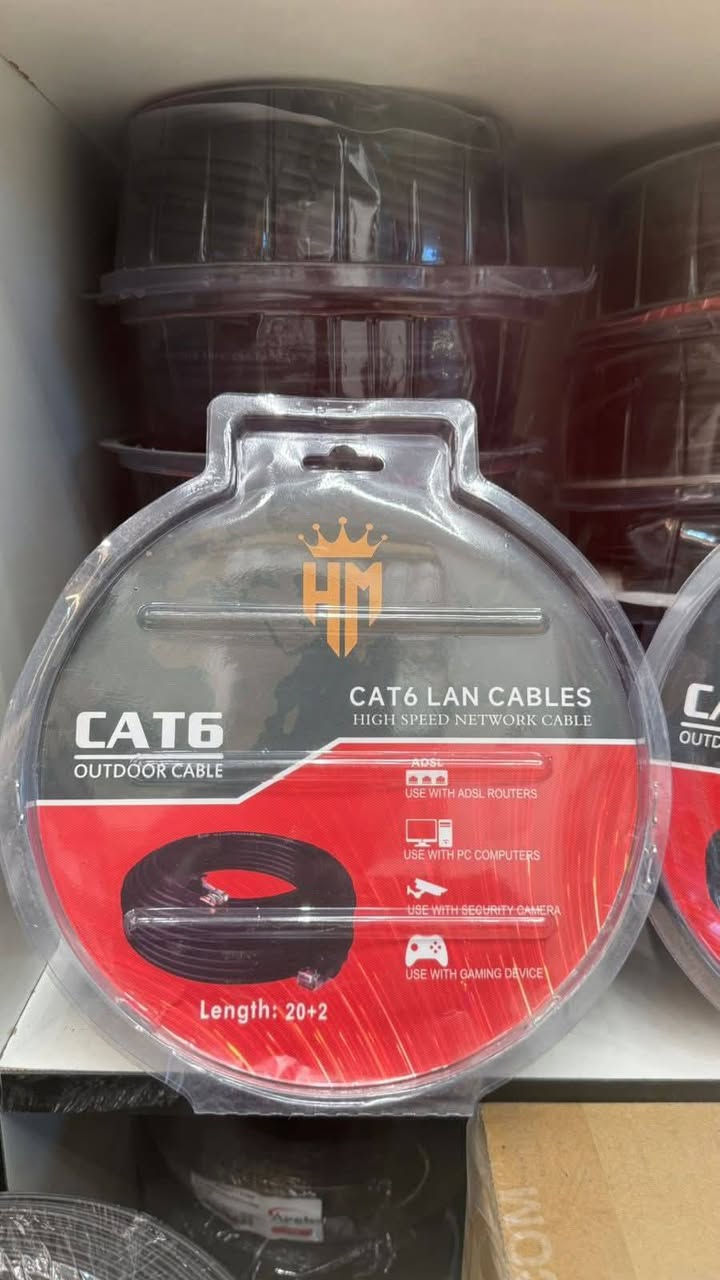 HM
CAT6 LAN CABLES
HIGH SPEED NETWORK CABLE
CAT6
OUTDOOR CABLE
ADSL
USE WITH ADSL ROUTERS
USE WITH PC COMPUTERS
USE WITH SECURITY CAMERA
USE WITH GAMING DEVICE
Length: 20+2